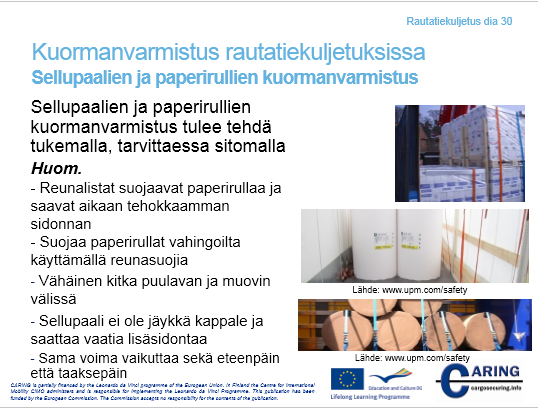 Rautatiekuljetus dia 30
Kuormanvarmistus rautatiekuljetuksissa
Sellupaalien ja paperirullien kuormanvarmistus
Sellupaalien ja paperirullien
kuormanvarmistus tulee tehdä
tukemalla, tarvittaessa sitomalla
Huom.
- Reunalistat suojaavat paperirullaa ja
saavat aikaan tehokkaamman
sidonnan
- Suojaa paperirullat vahingoilta
käyttämällä reunasuojia
- Vähäinen kitka puulavan ja muovin
välissä
- Sellupaali ei ole jäykkä kappale ja
saattaa vaatia lisäsidontaa
- Sama voima vaikuttaa sekä eteenpäin
että taaksepäin
Lähde: www.upm.com/safety
Lähde: www.upm.com/safety
CARING is partially financed by the Leonardo da Vinci programme of the European Union. In Finland the Centre for International
Mobility CIMO administers and is responsible for implementing the Leonardo da Vinci Programme. This publication has been
funded by the European Commission. The Commission accepts no responsibility for the contents of the publication.
Education and Culture DG
Lifelong Learning Programme
CARING
cargosecuring.info